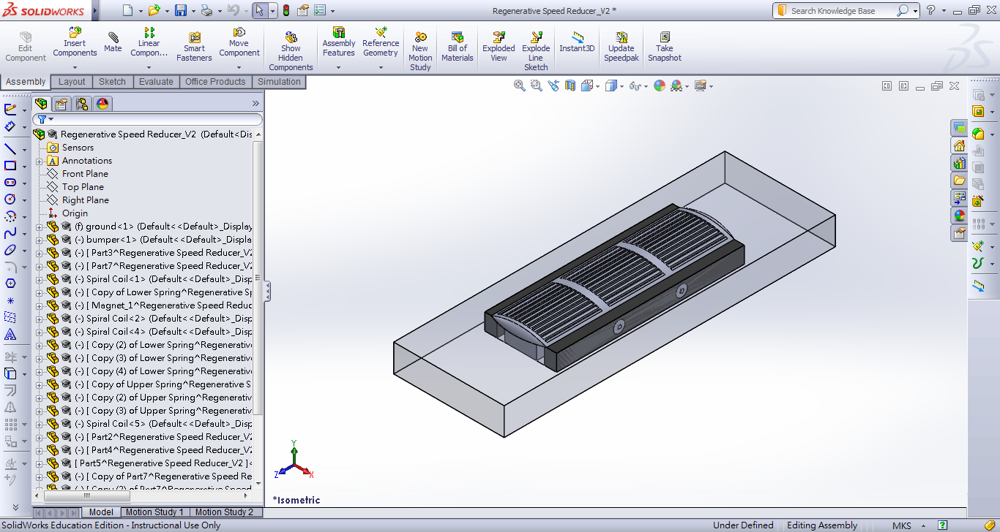 SOLIDWORKS
Regenerative Speed Reducer_V2 *
Search Knowledge Base
?
Edit Component
Insert Components
Mate
Linear Compon...
Smart Fasteners
Move Component
Show Hidden Components
Assembly Features
Reference Geometry
New Motion Study
Bill of Materials
Exploded View
Explode Line Sketch
Instant3D
Update Speedpak
Take Snapshot
Assembly Layout Sketch Evaluate Office Products Simulation
Regenerative Speed Reducer_V2 (Default<Dis
Sensors
Annotations
Front Plane
Top Plane
Right Plane
Origin
(f) ground<1> (Default<<Default>_Display
(-) bumper<1> (Default<<Default>_Displa
(-) [ Part3^Regenerative Speed Reducer_V2
(-) [ Part7^Regenerative Speed Reducer_V2
(-) Spiral Coil<1> (Default<<Default>_Disp
(-) [ Copy of Lower Spring^Regenerative Sp
(-) [ Magnet_1^Regenerative Speed Reduc
(-) Spiral Coil<2> (Default<<Default>_Disp
(-) Spiral Coil<4> (Default<<Default>_Disp
(-) [ Copy (2) of Lower Spring^Regenerativ
(-) [ Copy (3) of Lower Spring^Regenerativ
(-) [ Copy (4) of Lower Spring^Regenerativ
(-) [ Copy of Upper Spring^Regenerative S
(-) [ Copy (2) of Upper Spring^Regenerativ
(-) [ Copy (3) of Upper Spring^Regenerativ
(-) Spiral Coil<5> (Default<<Default>_Disp
(-) [ Part2^Regenerative Speed Reducer_V2
(-) [ Part4^Regenerative Speed Reducer_V2
[ Part5^Regenerative Speed Reducer_V2 ]<
(-) [ Copy of Part7^Regenerative Speed Re
(-) [ Copy (2) of Part7^Regenerative Speed
Y
Z
X
*Isometric
Model Motion Study 1 Motion Study 2
SolidWorks Education Edition - Instructional Use Only
Under Defined Editing Assembly MKS ?